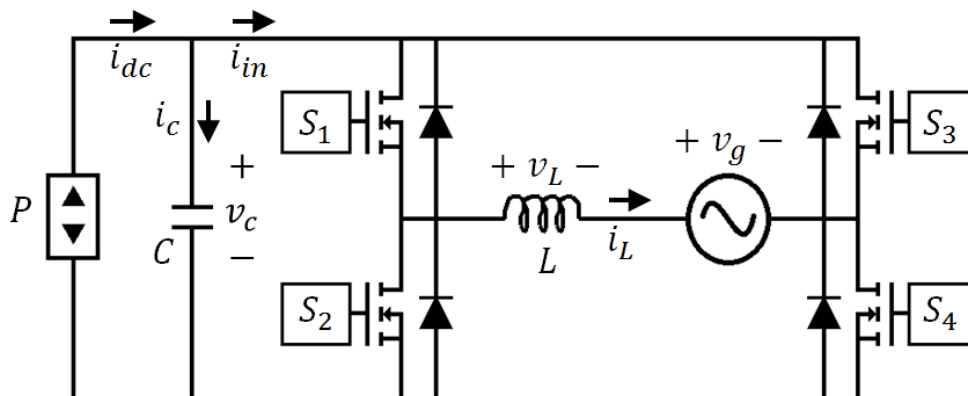 i_dc i_in
i_c
S_1 S_3
+ v_L − + v_g −
P + v_c −
C
L i_L
S_2 S_4